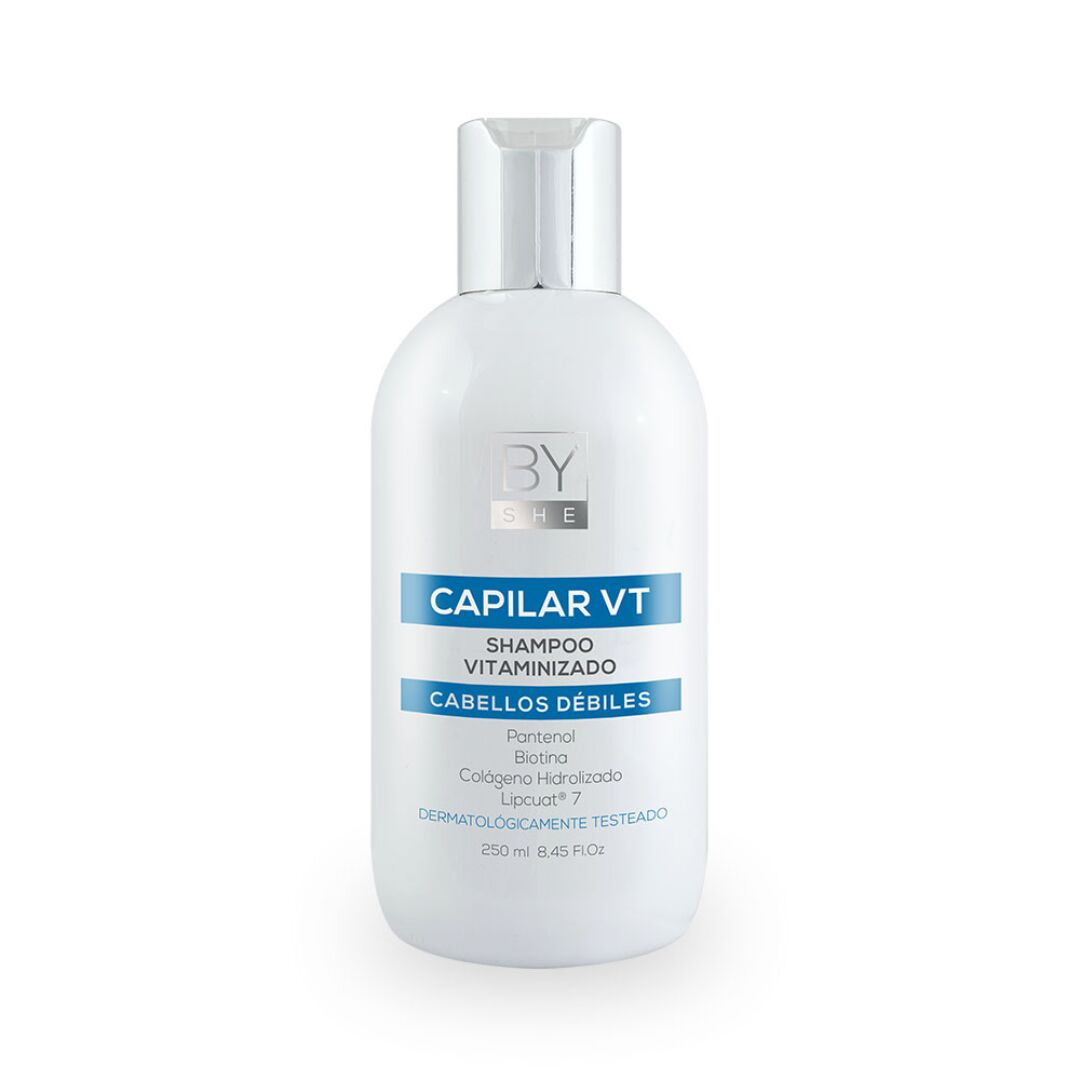 BY
SHE
CAPILAR VT
SHAMPOO
VITAMINIZADO
CABELLOS DÉBILES
Pantenol
Biotina
Colágeno Hidrolizado
Lipcuat® 7
DERMATOLÓGICAMENTE TESTEADO
250 ml 8,45 Fl.Oz